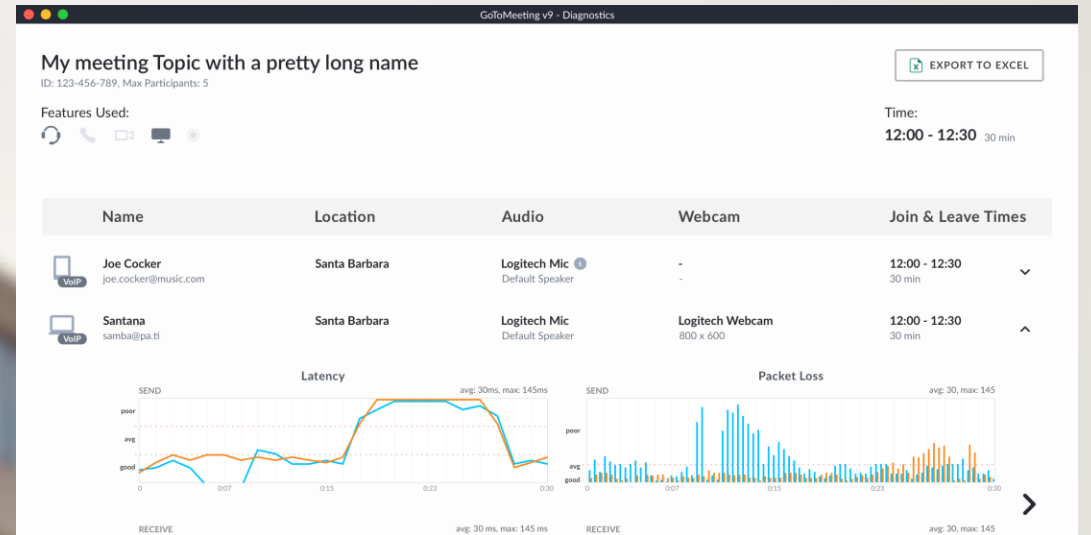 GoToMeeting v9 - Diagnostics
My meeting Topic with a pretty long name
ID: 123-456-789, Max Participants: 5
EXPORT TO EXCEL
Features Used:
Time:
12:00 - 12:30 30 min
Name Location Audio Webcam Join & Leave Times
Joe Cocker Santa Barbara Logitech Mic i - 12:00 - 12:30
VoIP joe.cocker@music.com Default Speaker - 30 min
Santana Santa Barbara Logitech Mic Logitech Webcam 12:00 - 12:30
VoIP samba@pa.ti Default Speaker 800 x 600 30 min
Latency Packet Loss
SEND avg: 30ms, max: 145ms SEND avg: 30, max: 145
poor poor
avg avg
good good
0 0:07 0:15 0:23 0:30 0 0:07 0:15 0:23 0:30
RECEIVE avg: 30 ms, max: 145 ms RECEIVE avg: 30, max: 145